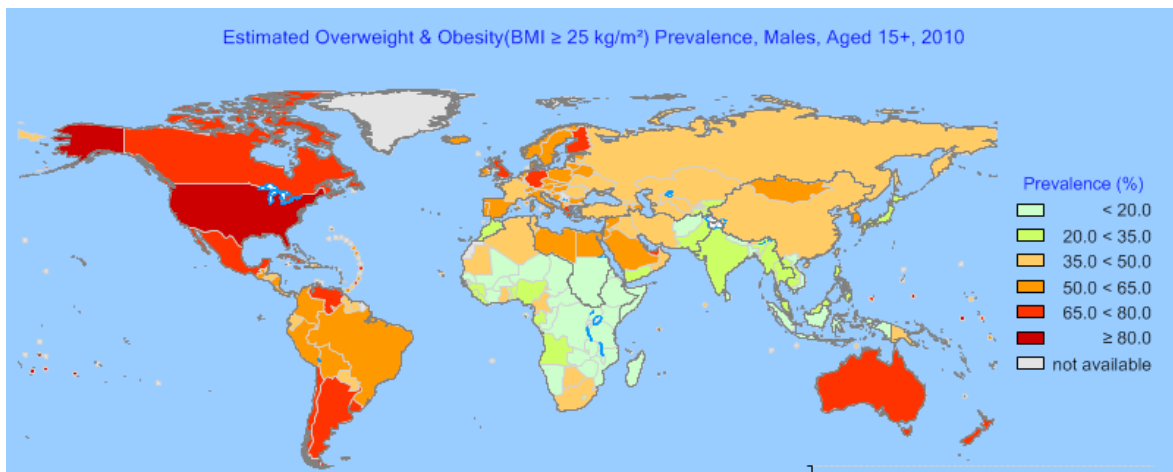 Estimated Overweight & Obesity(BMI ≥ 25 kg/m²) Prevalence, Males, Aged 15+, 2010
Prevalence (%)
< 20.0
20.0 < 35.0
35.0 < 50.0
50.0 < 65.0
65.0 < 80.0
≥ 80.0
not available